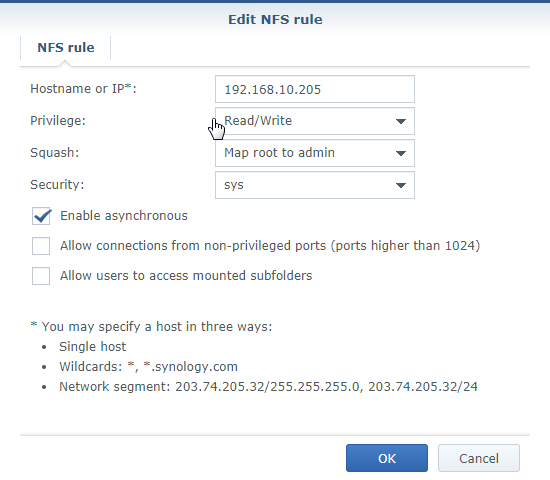 Edit NFS rule
NFS rule
Hostname or IP*: 192.168.10.205
Privilege: Read/Write
Squash: Map root to admin
Security: sys
Enable asynchronous
Allow connections from non-privileged ports (ports higher than 1024)
Allow users to access mounted subfolders
* You may specify a host in three ways:
• Single host
• Wildcards: *, *.synology.com
• Network segment: 203.74.205.32/255.255.255.0, 203.74.205.32/24
OK Cancel